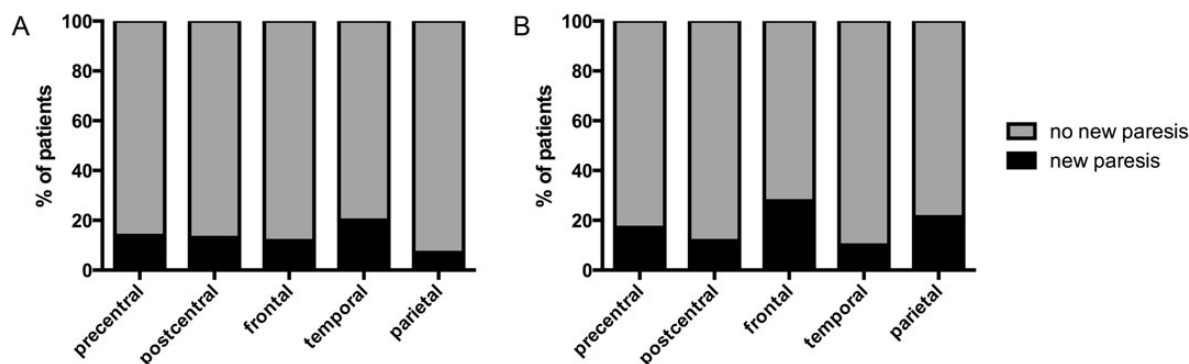 A
% of patients
100
80
60
40
20
0
precentral
postcentral
frontal
temporal
parietal
B
% of patients
100
80
60
40
20
0
precentral
postcentral
frontal
temporal
parietal
no new paresis
new paresis